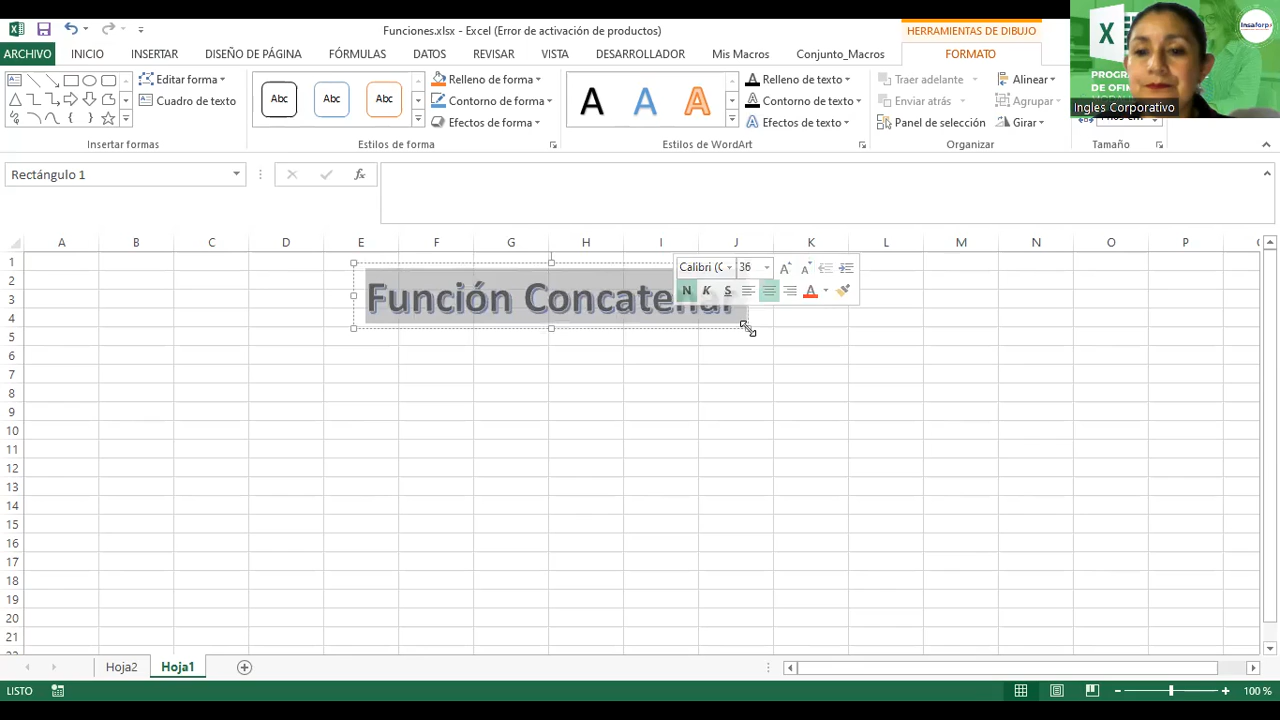 Funciones.xlsx - Excel (Error de activación de productos)
HERRAMIENTAS DE DIBUJO
ARCHIVO INICIO INSERTAR DISEÑO DE PÁGINA FÓRMULAS DATOS REVISAR VISTA DESARROLLADOR Mis Macros Conjunto_Macros FORMATO
Editar forma
Cuadro de texto
Insertar formas
Abc Abc Abc
Relleno de forma
Contorno de forma
Efectos de forma
Estilos de forma
A A A
Relleno de texto
Contorno de texto
Efectos de texto
Estilos de WordArt
Traer adelante
Enviar atrás
Panel de selección
Alinear
Agrupar
Girar
Organizar
Tamaño
PROGRA
DE OFIM
Insaforp
Ingles Corporativo
Rectángulo 1
fx
A B C D E F G H I J K L M N O P
1
2
3
4
5
6
7
8
9
10
11
12
13
14
15
16
17
18
19
20
21
Función Concatenar
Calibri (C 36
N K S
Hoja2 Hoja1
LISTO
100 %